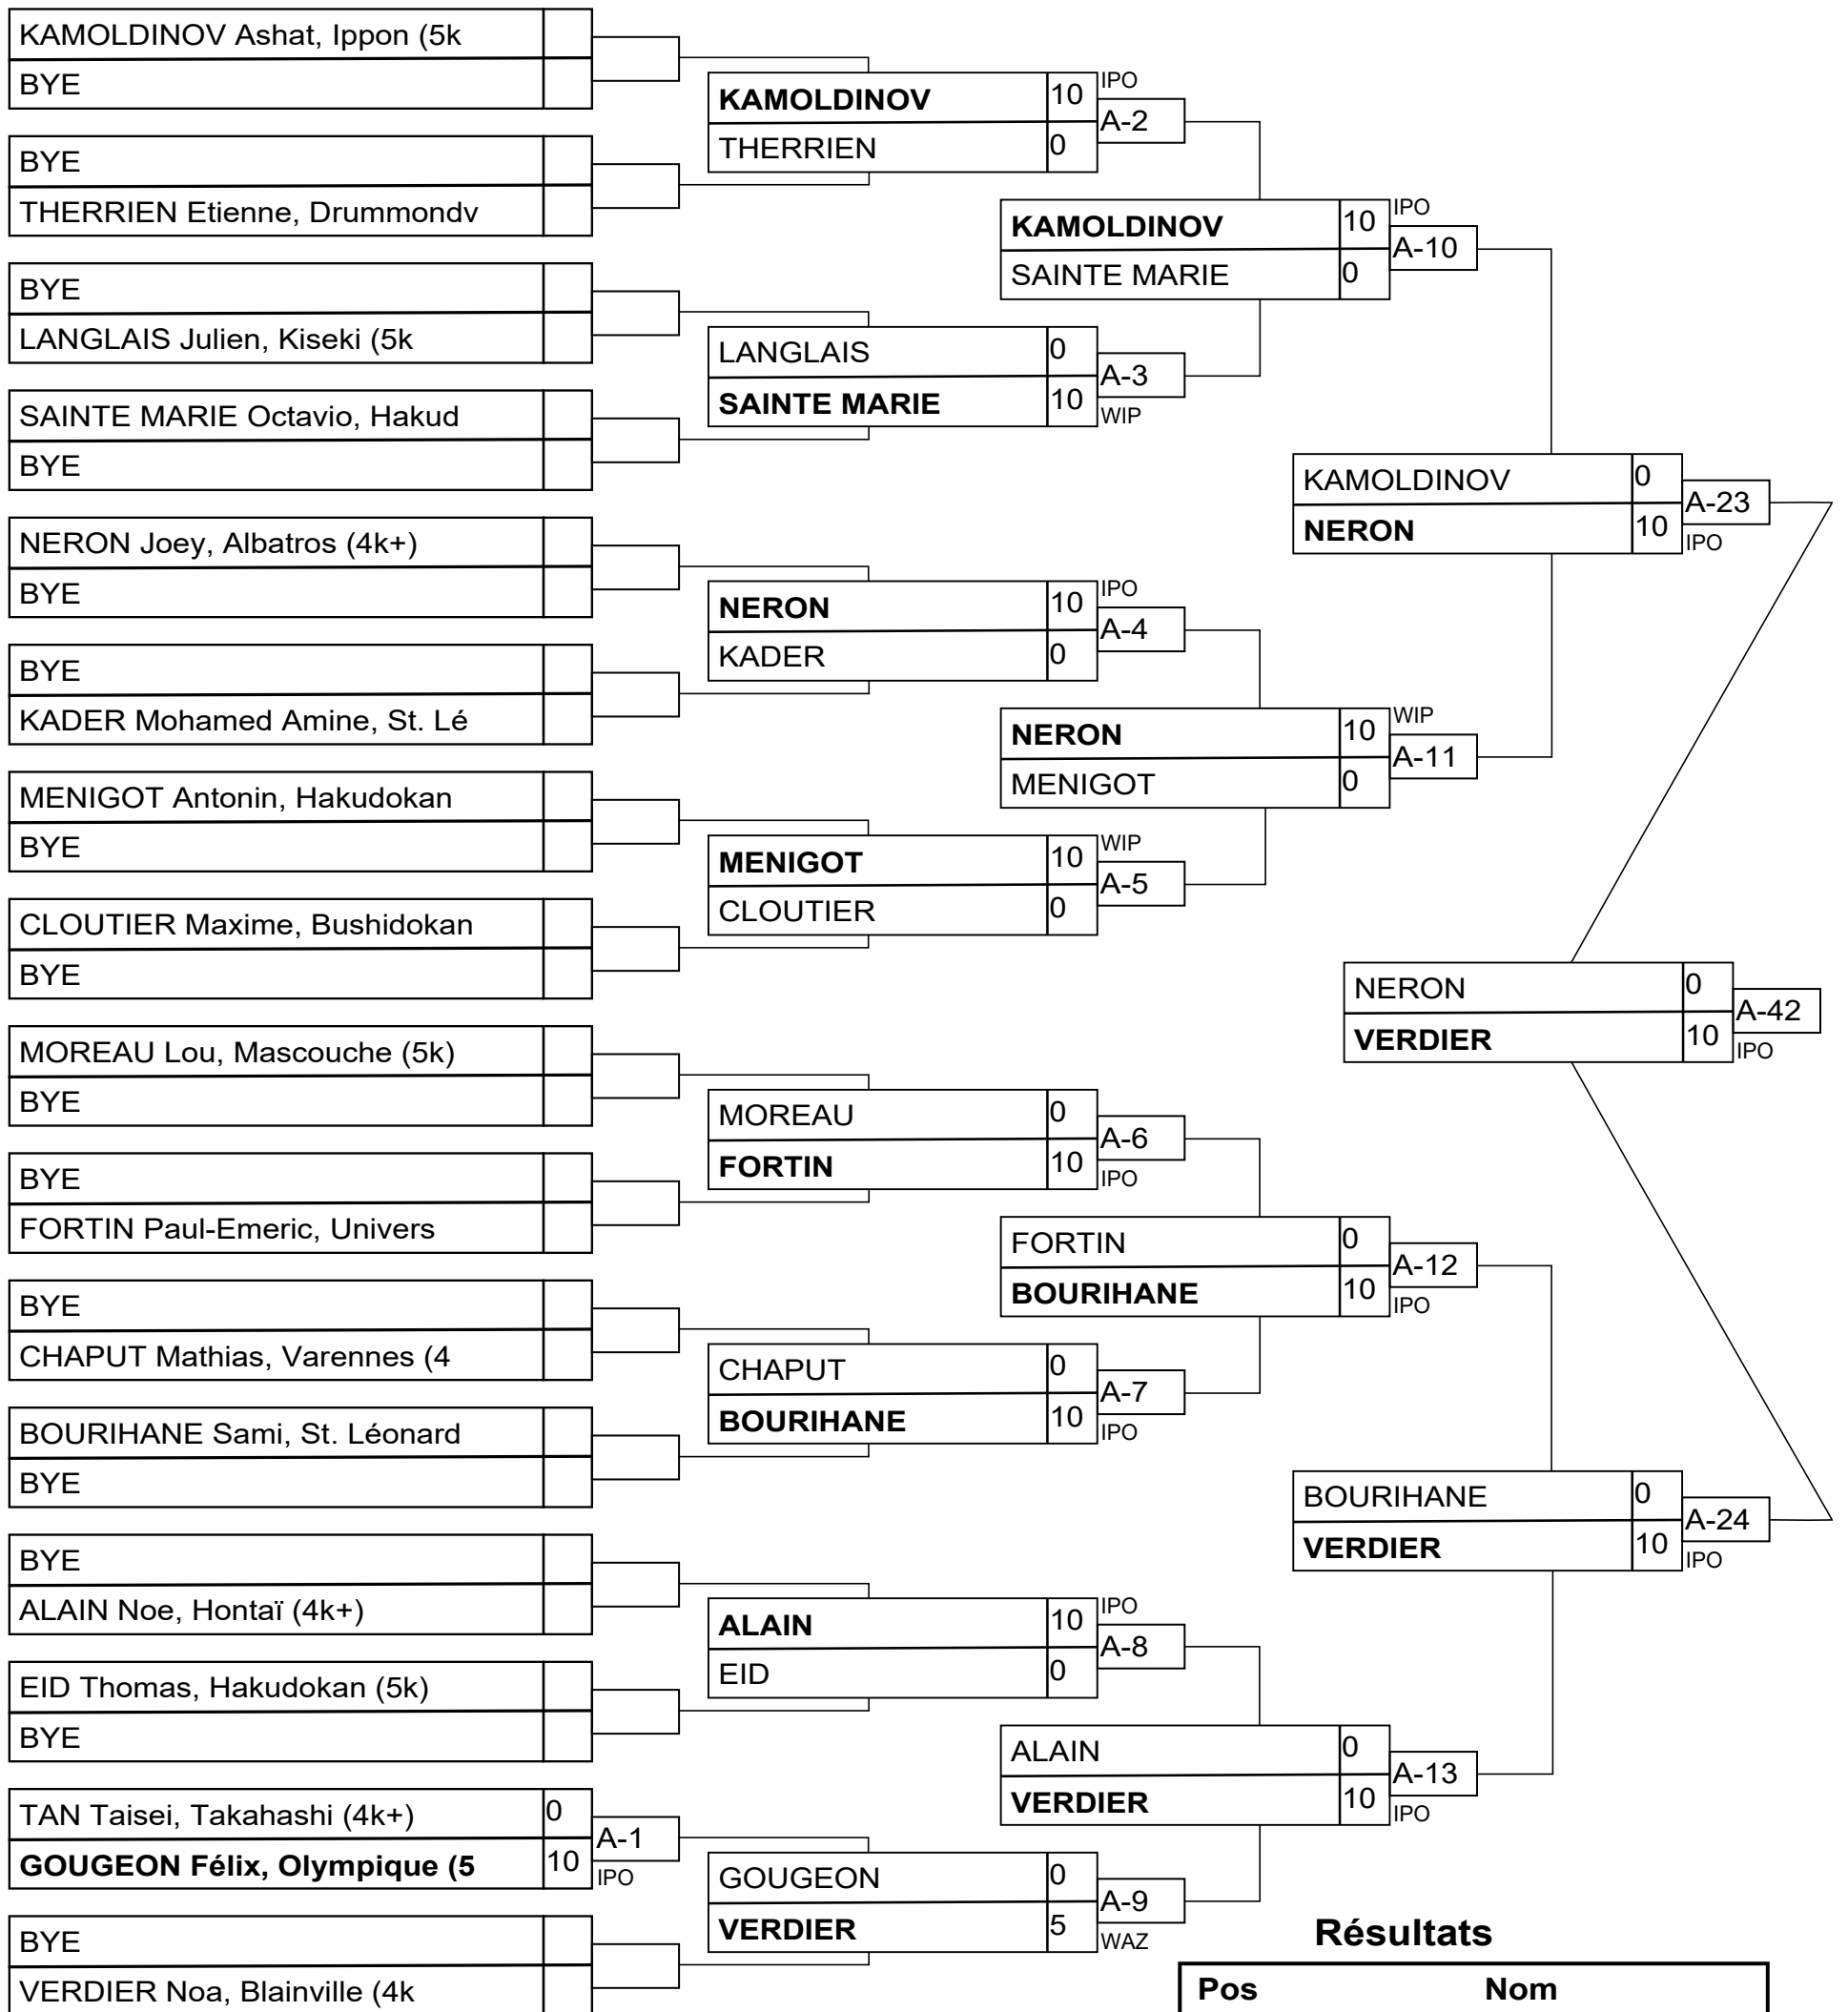 KAMOLDINOV Ashat, Ippon (5k
BYE
BYE
THERRIEN Etienne, Drummondv
BYE
LANGLAIS Julien, Kiseki (5k
SAINTE MARIE Octavio, Hakud
BYE
NERON Joey, Albatros (4k+)
BYE
BYE
KADER Mohamed Amine, St. Lé
MENIGOT Antonin, Hakudokan
BYE
CLOUTIER Maxime, Bushidokan
BYE
MOREAU Lou, Mascouche (5k)
BYE
BYE
FORTIN Paul-Emeric, Univers
BYE
CHAPUT Mathias, Varennes (4
BOURIHANE Sami, St. Léonard
BYE
BYE
ALAIN Noe, Hontaï (4k+)
EID Thomas, Hakudokan (5k)
BYE
TAN Taisei, Takahashi (4k+) 0
A-1
GOUGEON Félix, Olympique (5 10 IPO
BYE
VERDIER Noa, Blainville (4k
KAMOLDINOV 10 IPO
A-2
THERRIEN 0
LANGLAIS 0
A-3
SAINTE MARIE 10 WIP
NERON 10 IPO
A-4
KADER 0
MENIGOT 10 WIP
A-5
CLOUTIER 0
MOREAU 0
A-6
FORTIN 10 IPO
CHAPUT 0
A-7
BOURIHANE 10 IPO
ALAIN 10 IPO
A-8
EID 0
GOUGEON 0
A-9
VERDIER 5 WAZ
KAMOLDINOV 10 IPO
A-10
SAINTE MARIE 0
NERON 10 WIP
A-11
MENIGOT 0
FORTIN 0
A-12
BOURIHANE 10 IPO
ALAIN 0
A-13
VERDIER 10 IPO
KAMOLDINOV 0
A-23
NERON 10 IPO
BOURIHANE 0
A-24
VERDIER 10 IPO
NERON 0
A-42
VERDIER 10 IPO
Résultats
Pos Nom